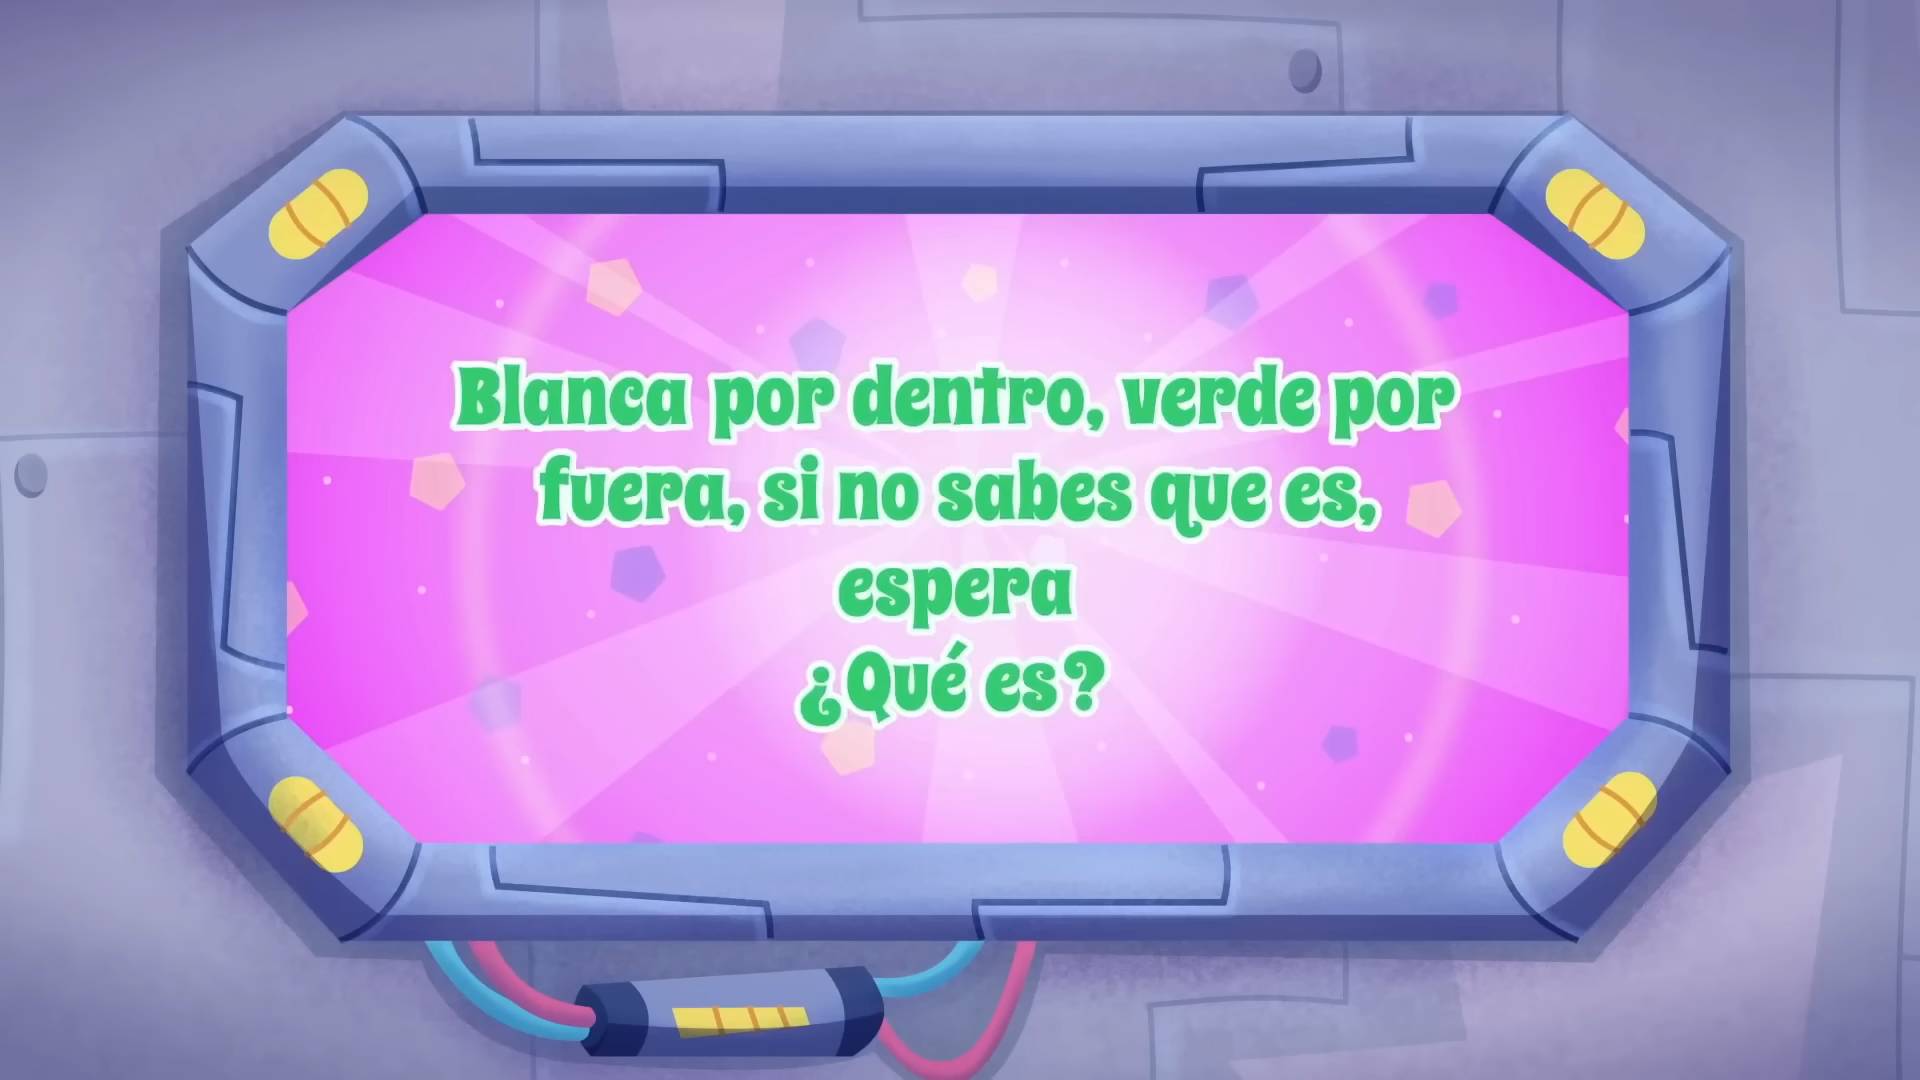 Blanca por dentro, verde por
fuera, si no sabes que es,
espera
¿Qué es?